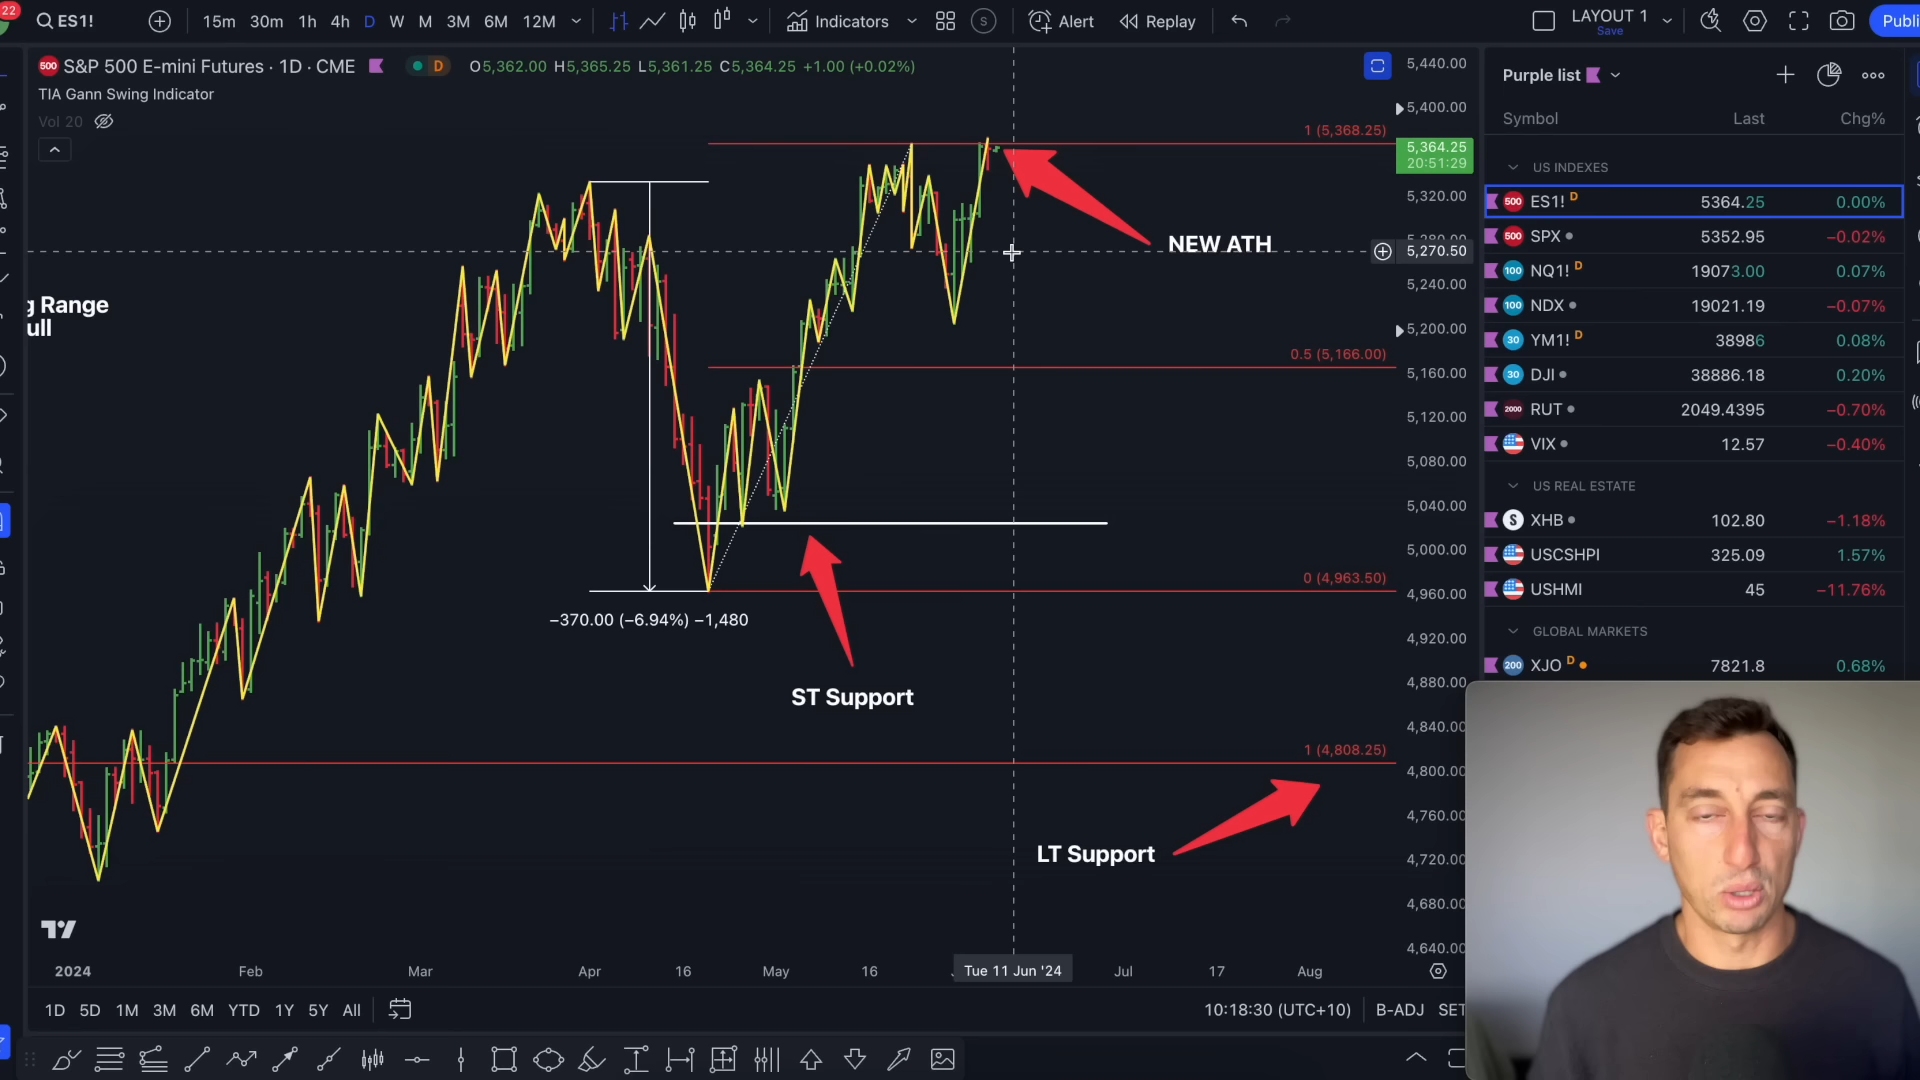 22
ES1!
15m 30m 1h 4h D W M 3M 6M 12M
Indicators
S
Alert
Replay
LAYOUT 1
Save
Publi
500 S&P 500 E-mini Futures · 1D · CME
D
O5,362.00 H5,365.25 L5,361.25 C5,364.25 +1.00 (+0.02%)
TIA Gann Swing Indicator
Vol 20
g Range
ull
1 (5,368.25)
NEW ATH
0.5 (5,166.00)
0 (4,963.50)
−370.00 (−6.94%) −1,480
ST Support
1 (4,808.25)
LT Support
5,440.00
5,400.00
5,364.25
20:51:29
5,320.00
5,270.50
5,240.00
5,200.00
5,160.00
5,120.00
5,080.00
5,040.00
5,000.00
4,960.00
4,920.00
4,880.00
4,840.00
4,800.00
4,760.00
4,720.00
4,680.00
4,640.00
2024 Feb Mar Apr 16 May 16 Tue 11 Jun '24 Jul 17 Aug
1D 5D 1M 3M 6M YTD 1Y 5Y All
10:18:30 (UTC+10) B-ADJ SET
Purple list
Symbol Last Chg%
US INDEXES
500 ES1! D 5364.25 0.00%
500 SPX 5352.95 −0.02%
100 NQ1! D 19073.00 0.07%
100 NDX 19021.19 −0.07%
30 YM1! D 38986 0.08%
30 DJI 38886.18 0.20%
2000 RUT 2049.4395 −0.70%
VIX 12.57 −0.40%
US REAL ESTATE
S XHB 102.80 −1.18%
USCSHPI 325.09 1.57%
USHMI 45 −11.76%
GLOBAL MARKETS
200 XJO D 7821.8 0.68%